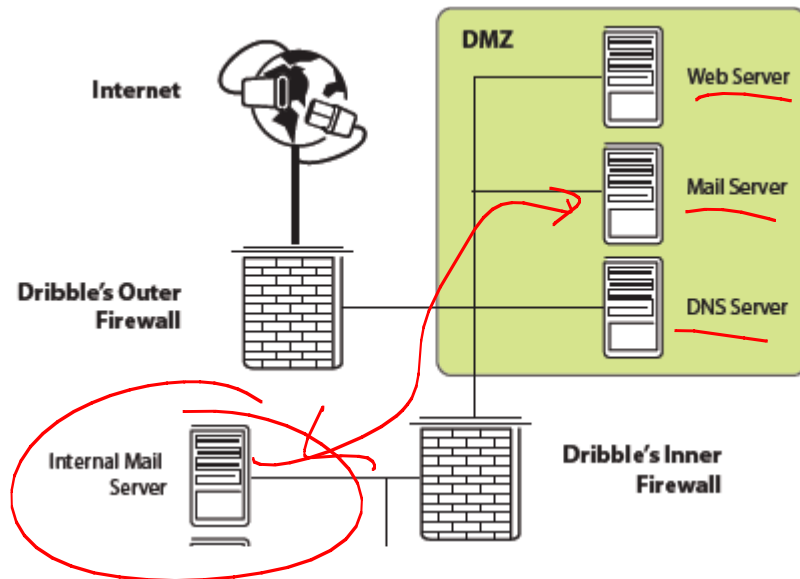 DMZ
Internet
Web Server
Mail Server
Dribble's Outer
Firewall
DNS Server
Internal Mail
Server
Dribble's Inner
Firewall